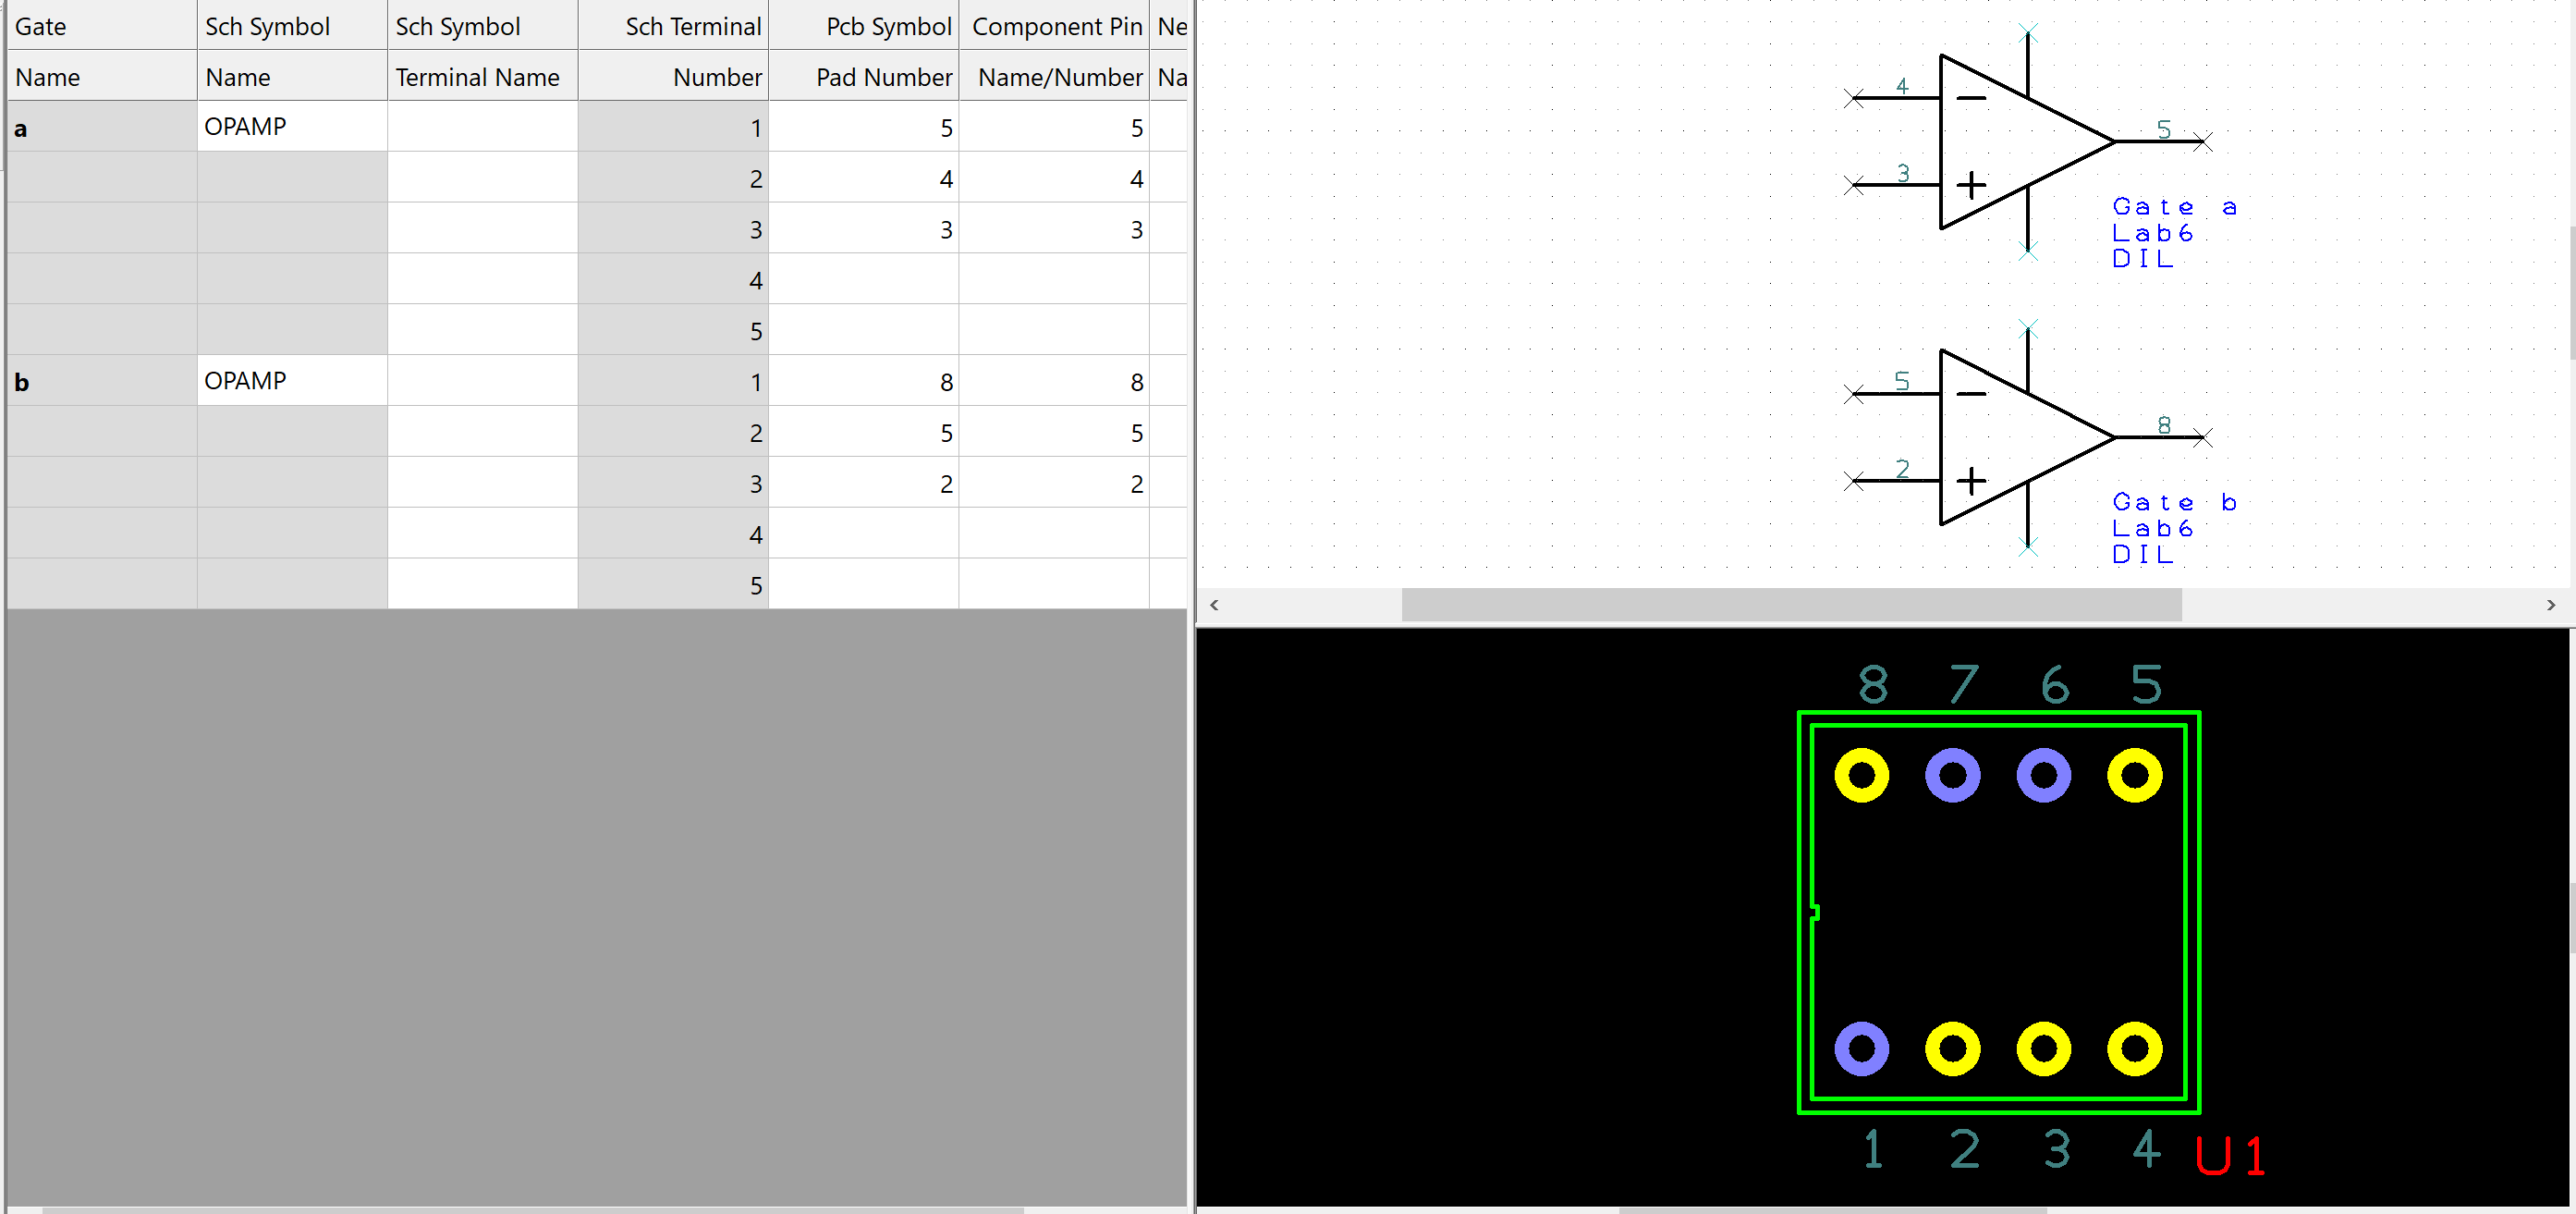 Gate Sch Symbol Sch Symbol Sch Terminal Pcb Symbol Component Pin Ne
Name Name Terminal Name Number Pad Number Name/Number Na
a OPAMP 1 5 5
2 4 4
3 3 3
4
5
b OPAMP 1 8 8
2 5 5
3 2 2
4
5
4
5
3
Gate a
Lab6
DIL
5
8
2
Gate b
Lab6
DIL
8 7 6 5
1 2 3 4 U1